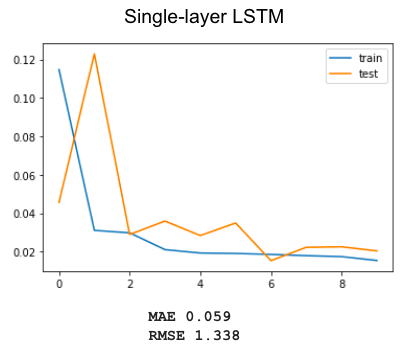 Single-layer LSTM
0.12
0.10
0.08
0.06
0.04
0.02
train
test
0 2 4 6 8
MAE 0.059
RMSE 1.338